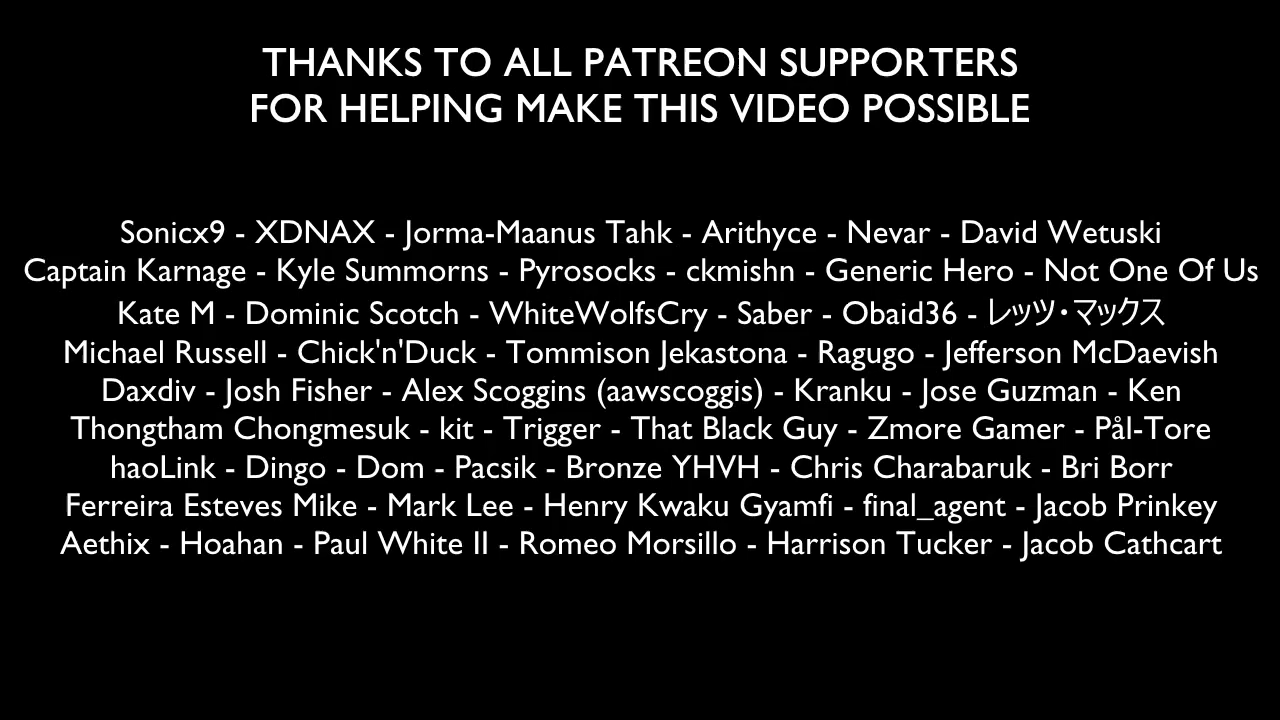 THANKS TO ALL PATREON SUPPORTERS
FOR HELPING MAKE THIS VIDEO POSSIBLE
Sonicx9 - XDNAX - Jorma-Maanus Tahk - Arithyce - Nevar - David Wetuski
Captain Karnage - Kyle Summorns - Pyrosocks - ckmishn - Generic Hero - Not One Of Us
Kate M - Dominic Scotch - WhiteWolfsCry - Saber - Obaid36 - レッツ・マックス
Michael Russell - Chick'n'Duck - Tommison Jekastona - Ragugo - Jefferson McDaevish
Daxdiv - Josh Fisher - Alex Scoggins (aawscoggis) - Kranku - Jose Guzman - Ken
Thongtham Chongmesuk - kit - Trigger - That Black Guy - Zmore Gamer - Pål-Tore
haoLink - Dingo - Dom - Pacsik - Bronze YHVH - Chris Charabaruk - Bri Borr
Ferreira Esteves Mike - Mark Lee - Henry Kwaku Gyamfi - final_agent - Jacob Prinkey
Aethix - Hoahan - Paul White II - Romeo Morsillo - Harrison Tucker - Jacob Cathcart